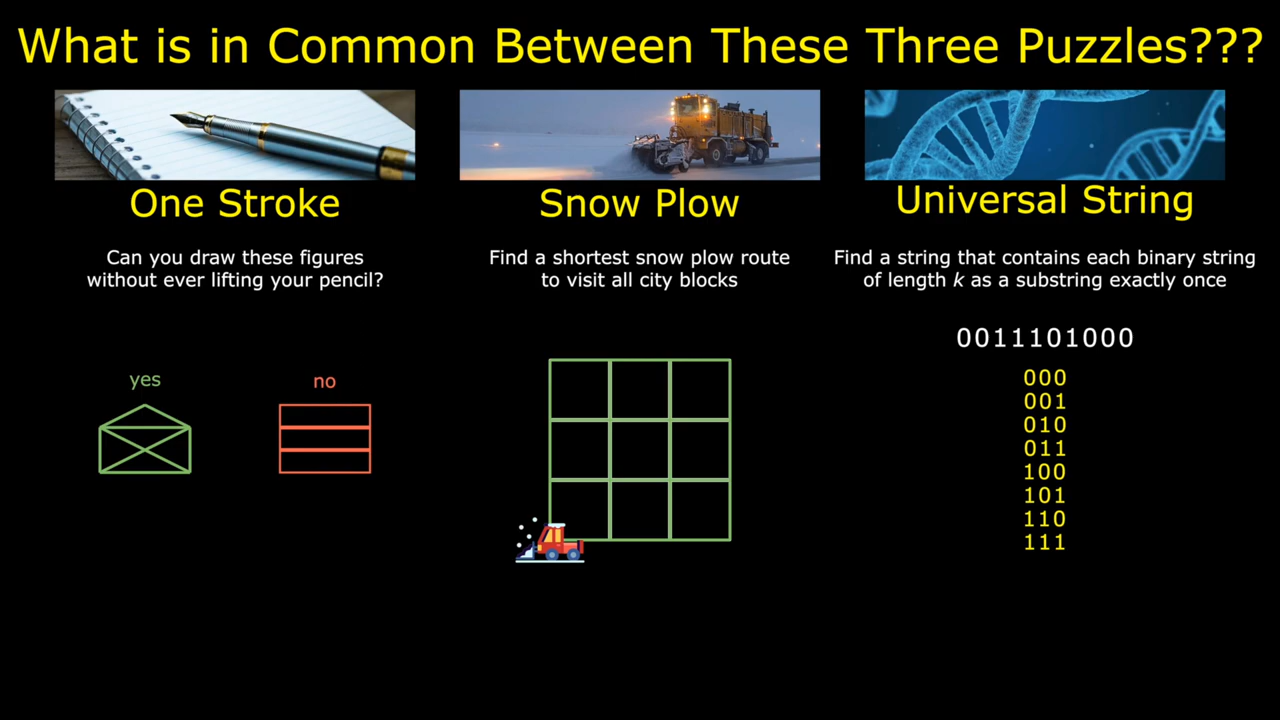 What is in Common Between These Three Puzzles???
One Stroke
Can you draw these figures
without ever lifting your pencil?
yes
no
Snow Plow
Find a shortest snow plow route
to visit all city blocks
Universal String
Find a string that contains each binary string
of length k as a substring exactly once
0011101000
000
001
010
011
100
101
110
111